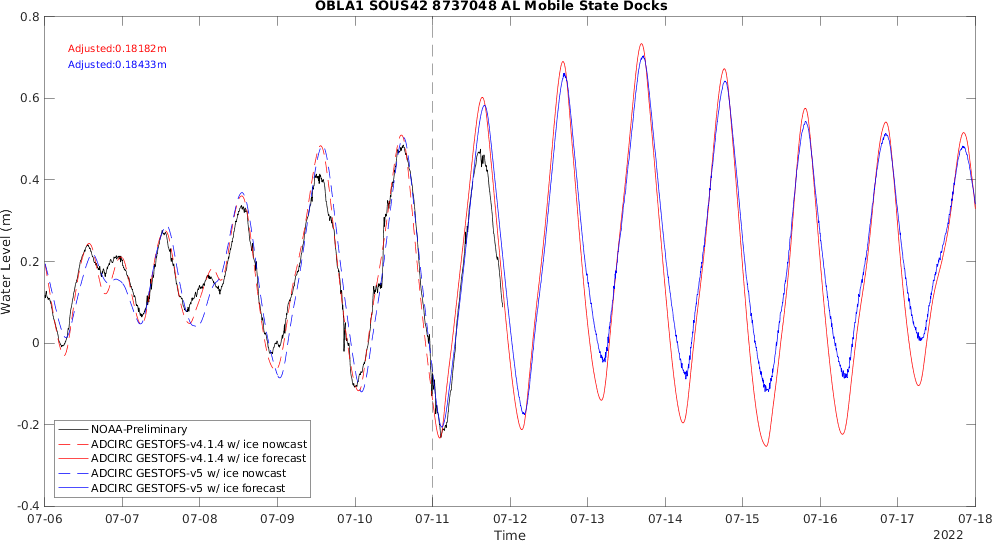 OBLA1 SOUS42 8737048 AL Mobile State Docks
Adjusted:0.18182m
Adjusted:0.18433m
0.8
0.6
0.4
0.2
0
-0.2
-0.4
Water Level (m)
NOAA-Preliminary
ADCIRC GESTOFS-v4.1.4 w/ ice nowcast
ADCIRC GESTOFS-v4.1.4 w/ ice forecast
ADCIRC GESTOFS-v5 w/ ice nowcast
ADCIRC GESTOFS-v5 w/ ice forecast
07-06 07-07 07-08 07-09 07-10 07-11 07-12 07-13 07-14 07-15 07-16 07-17 07-18
Time
2022